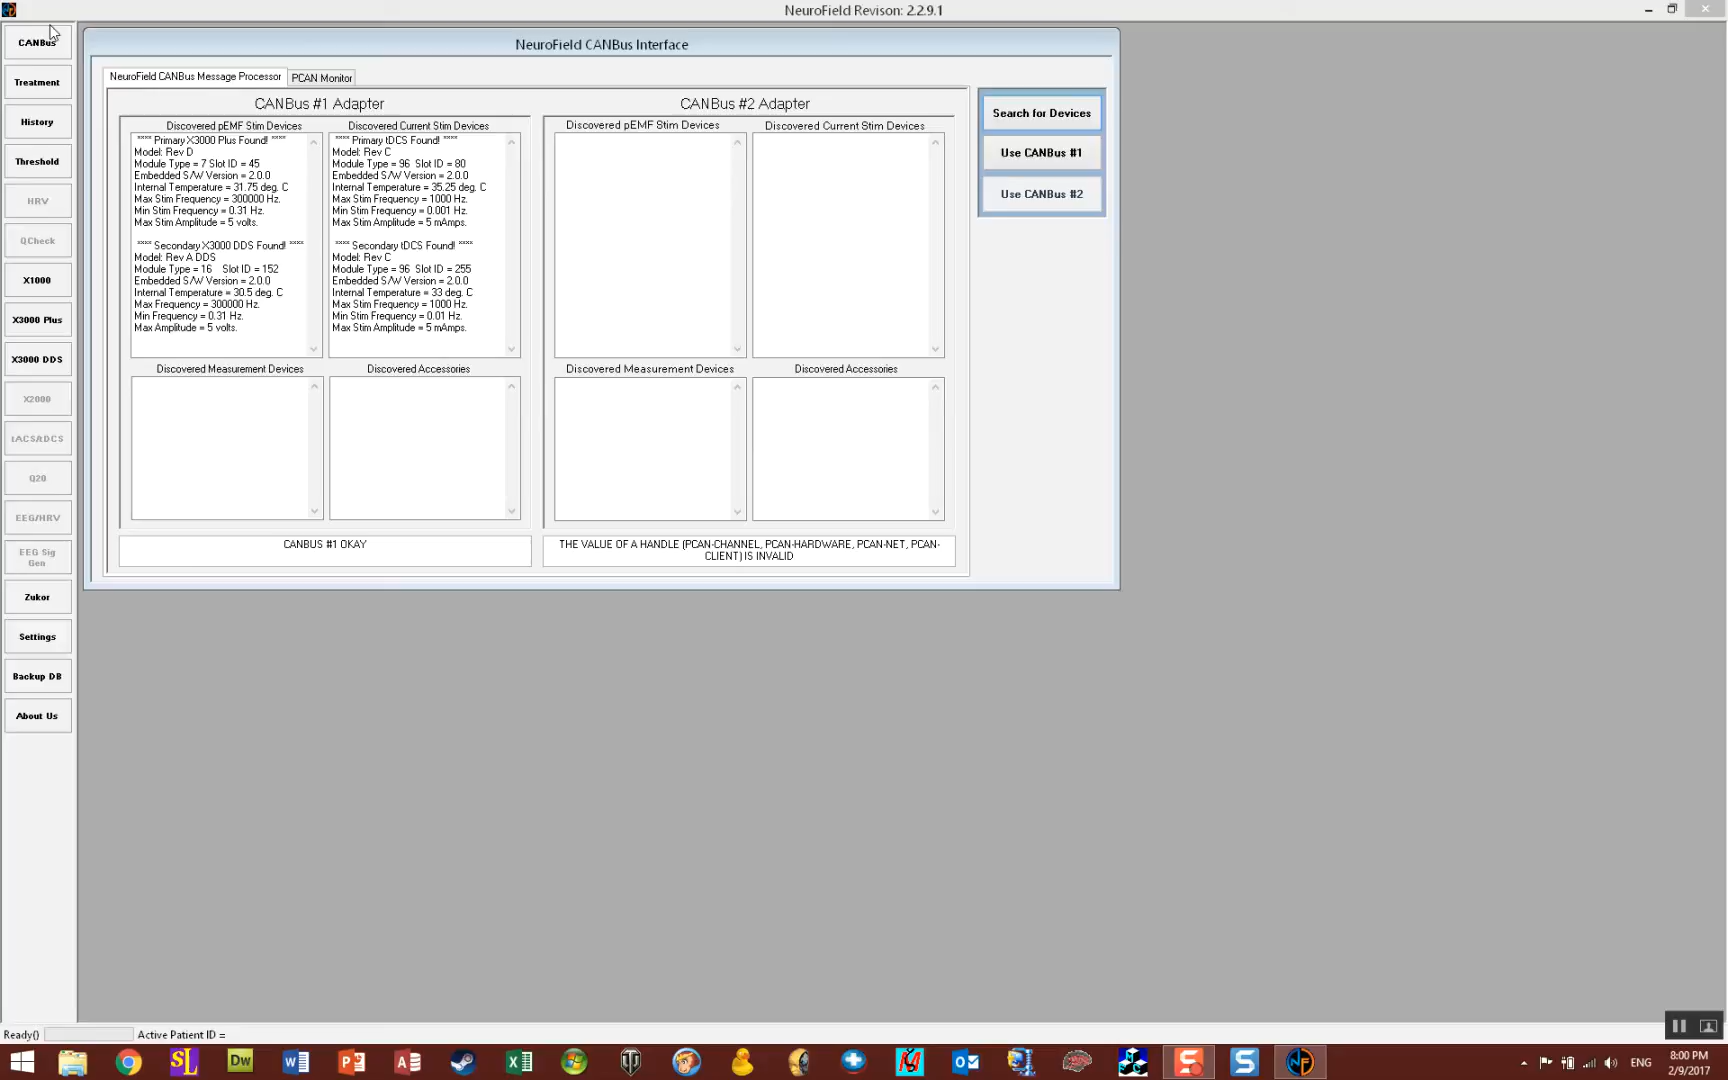 NeuroField Revison: 2.2.9.1
CANBus
Treatment
History
Threshold
HRV
QCheck
X1000
X3000 Plus
X3000 DDS
X2000
tACS/tDCS
Q20
EEG/HRV
EEG Sig
Gen
Zukor
Settings
Backup DB
About Us
NeuroField CANBus Interface
NeuroField CANBus Message Processor
PCAN Monitor
CANBus #1 Adapter
Discovered pEMF Stim Devices
**** Primary X3000 Plus Found! ****
Model: Rev D
Module Type = 7 Slot ID = 45
Embedded S/W Version = 2.0.0
Internal Temperature = 31.75 deg. C
Max Stim Frequency = 300000 Hz.
Min Stim Frequency = 0.31 Hz.
Max Stim Amplitude = 5 volts.
**** Secondary X3000 DDS Found! ****
Model: Rev A DDS
Module Type = 16 Slot ID = 152
Embedded S/W Version = 2.0.0
Internal Temperature = 30.5 deg. C
Max Frequency = 300000 Hz.
Min Frequency = 0.31 Hz.
Max Amplitude = 5 volts.
Discovered Current Stim Devices
**** Primary tDCS Found! ****
Model: Rev C
Module Type = 96 Slot ID = 80
Embedded S/W Version = 2.0.0
Internal Temperature = 35.25 deg. C
Max Stim Frequency = 1000 Hz.
Min Stim Frequency = 0.001 Hz.
Max Stim Amplitude = 5 mAmps.
**** Secondary tDCS Found! ****
Model: Rev C
Module Type = 96 Slot ID = 255
Embedded S/W Version = 2.0.0
Internal Temperature = 33 deg. C
Max Stim Frequency = 1000 Hz.
Min Stim Frequency = 0.01 Hz.
Max Stim Amplitude = 5 mAmps.
Discovered Measurement Devices
Discovered Accessories
CANBUS #1 OKAY
CANBus #2 Adapter
Discovered pEMF Stim Devices
Discovered Current Stim Devices
Discovered Measurement Devices
Discovered Accessories
THE VALUE OF A HANDLE (PCAN-CHANNEL, PCAN-HARDWARE, PCAN-NET, PCAN-
CLIENT) IS INVALID
Search for Devices
Use CANBus #1
Use CANBus #2
Ready()
Active Patient ID =
SL
Dw
ENG
8:00 PM
2/9/2017